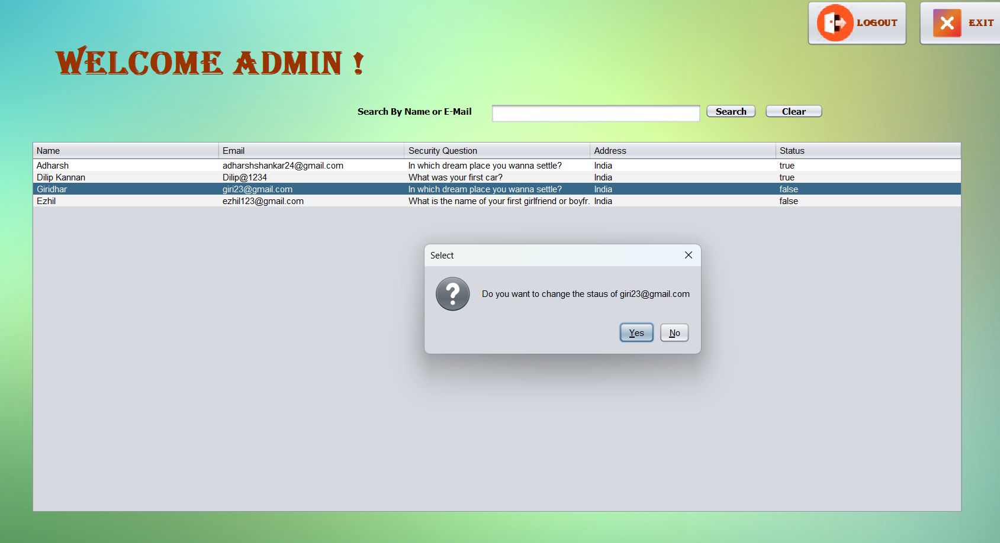 LOGOUT
EXIT
WELCOME ADMIN !
Search By Name or E-Mail
Search
Clear
Name Email Security Question Address Status
Adharsh adharshshankar24@gmail.com In which dream place you wanna settle? India true
Dilip Kannan Dilip@1234 What was your first car? India true
Giridhar giri23@gmail.com In which dream place you wanna settle? India false
Ezhil ezhil123@gmail.com What is the name of your first girlfriend or boyfr. India false
Select
Do you want to change the staus of giri23@gmail.com
Yes
No